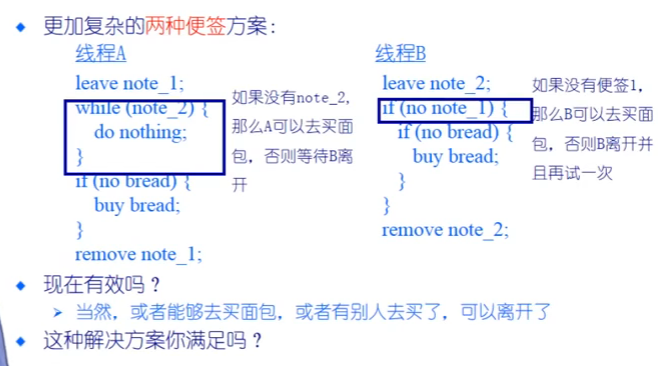 更加复杂的两种便签方案：
线程A
leave note_1;
while (note_2) {
do nothing;
}
if (no bread) {
buy bread;
}
remove note_1;
如果没有note_2,
那么A可以去买面
包，否则等待B离
开
线程B
leave note_2;
if (no note_1) {
if (no bread) {
buy bread;
}
}
remove note_2;
如果没有便签1，
那么B可以去买面
包，否则B离开并
且再试一次
现在有效吗？
当然，或者能够去买面包，或者有别人去买了，可以离开了
这种解决方案你满足吗？